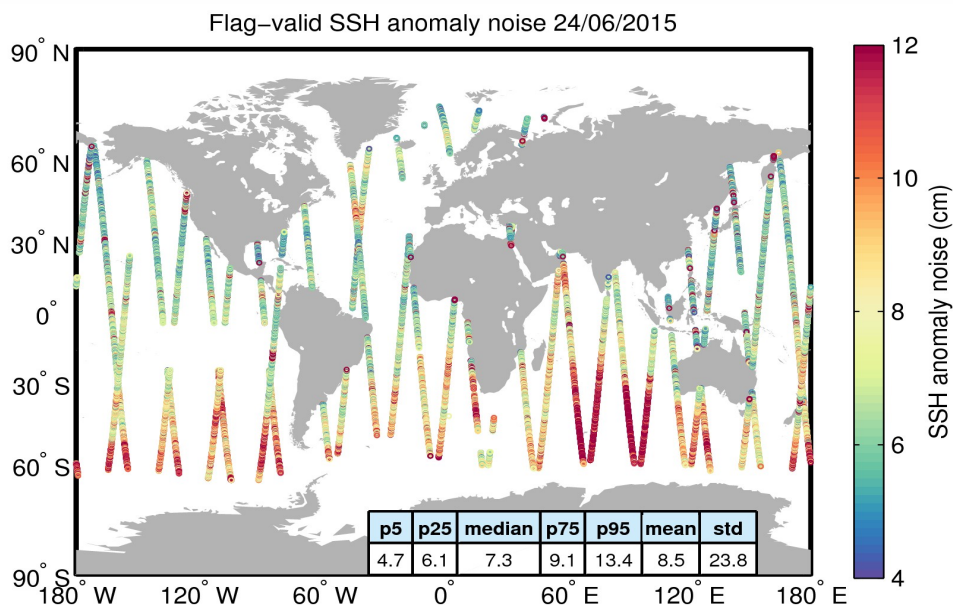 Flag−valid SSH anomaly noise 24/06/2015
90° N
60° N
30° N
0°
30° S
60° S
90° S
180° W
120° W
60° W
0°
60° E
120° E
180° E
12
10
8
6
4
SSH anomaly noise (cm)
p5 p25 median p75 p95 mean std
4.7 6.1 7.3 9.1 13.4 8.5 23.8